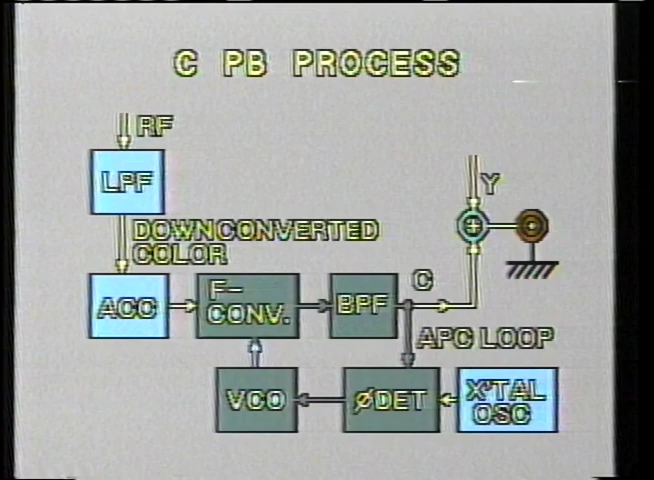 C PB PROCESS
RF
LPF
Y
DOWNCONVERTED
COLOR
ACC
F-
CONV.
BPF
C
APC LOOP
VCO
ØDET
X'TAL
OSC